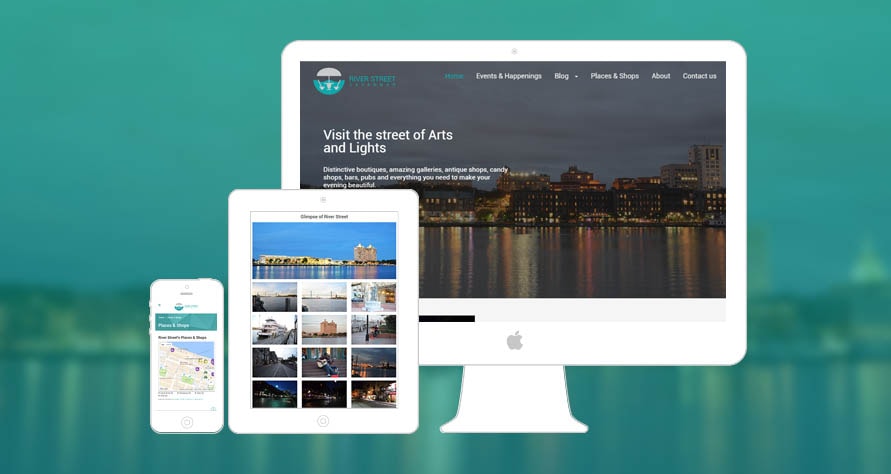 RIVER STREET
SAVANNAH
Home Events & Happenings Blog Places & Shops About Contact us
Visit the street of Arts
and Lights
Distinctive boutiques, amazing galleries, antique shops, candy
shops, bars, pubs and everything you need to make your
evening beautiful.
Glimpse of River Street
Places & Shops
River Street's Places & Shops